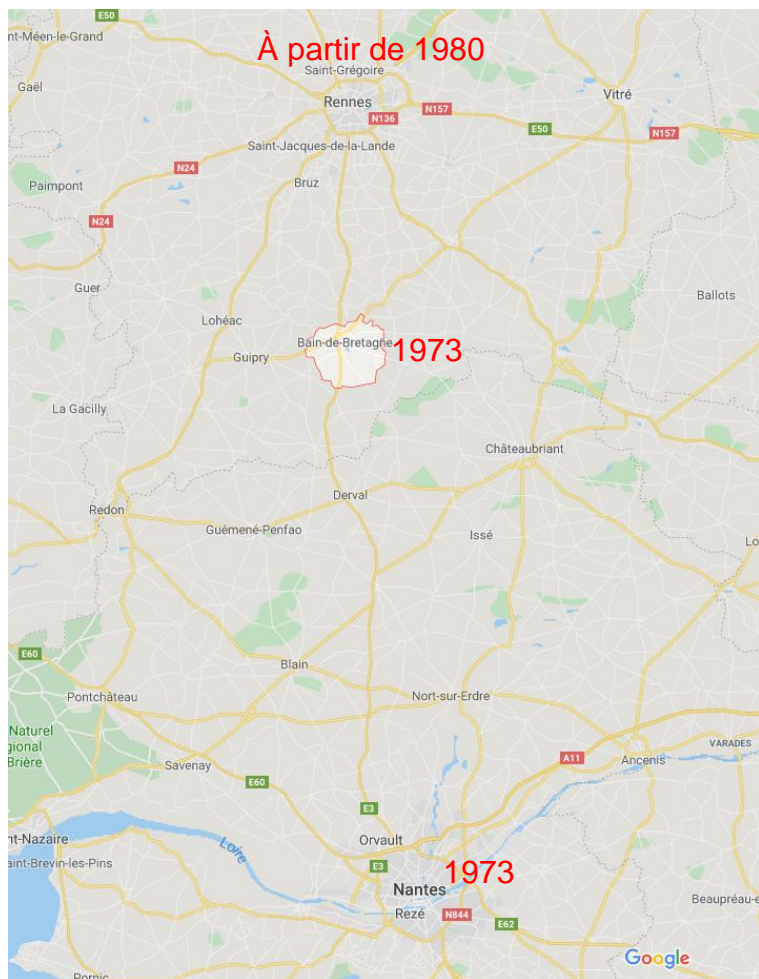 E50
nt-Méen-le-Grand
À partir de 1980
Saint-Grégoire
Gaël
Rennes
Vitré
N136
N157
E50
N157
Saint-Jacques-de-la-Lande
N24
Paimpont
Bruz
N24
Guer
Ballots
Lohéac
Bain-de-Bretagne
1973
Guipry
La Gacilly
Châteaubriant
Derval
Redon
Guémené-Penfao
Issé
Lo
E60
Blain
Pontchâteau
Nort-sur-Erdre
Naturel
gional
Brière
VARADES
Savenay
A11
Ancenis
E60
E3
nt-Nazaire
Loire
Orvault
aint-Brevin-les-Pins
E3
1973
Nantes
Beaupréau-e
Rezé
N844
E62
Google
Pornic